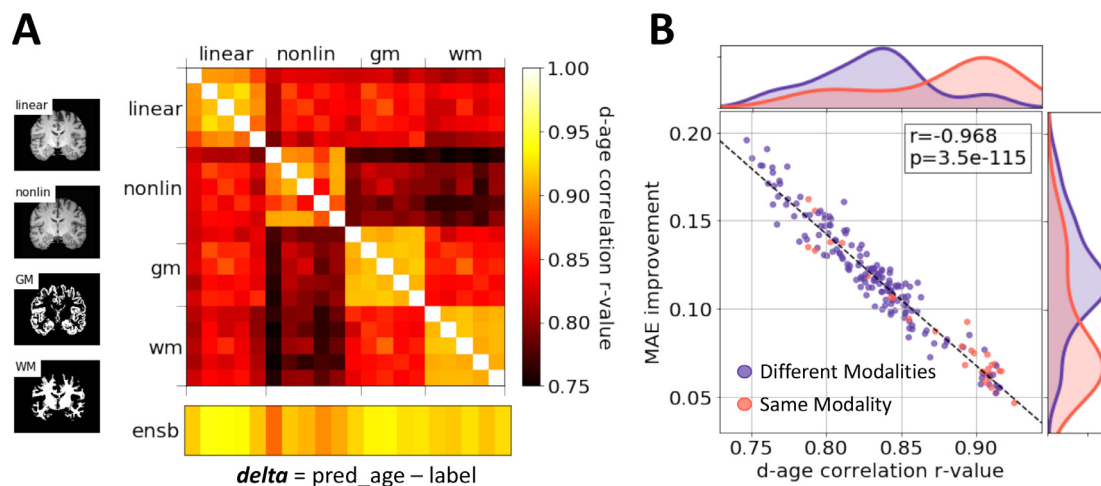 A
linear nonlin gm wm
linear
nonlin
GM
WM
linear
nonlin
gm
wm
ensb
1.00
0.95
0.90
0.85
0.80
0.75
d-age correlation r-value
delta = pred_age – label
B
r=-0.968
p=3.5e-115
MAE improvement
0.20
0.15
0.10
0.05
Different Modalities
Same Modality
0.75 0.80 0.85 0.90
d-age correlation r-value